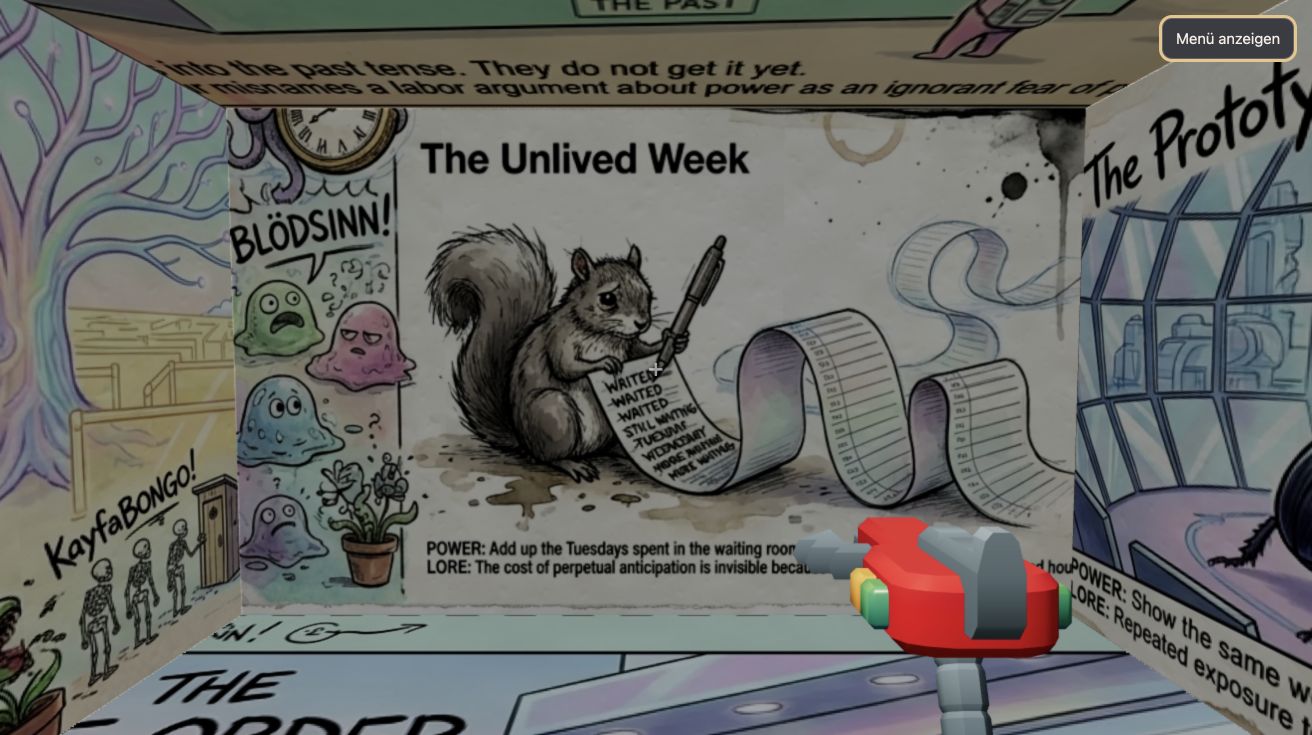 THE PAST
Menü anzeigen
into the past tense. They do not get it yet.
misnames a labor argument about power as an ignorant fear of
The Unlived Week
BLÖDSINN!
WAITED
WAITED
WAITED
STILL WAITING
TUESDAY
WEDNESDAY
MORE WAITING
MORE WAITING
POWER: Add up the Tuesdays spent in the waiting room
LORE: The cost of perpetual anticipation is invisible
KayfaBONGO!
The
POWER: Show the same
LORE: Repeated exposure
THE
ORDER